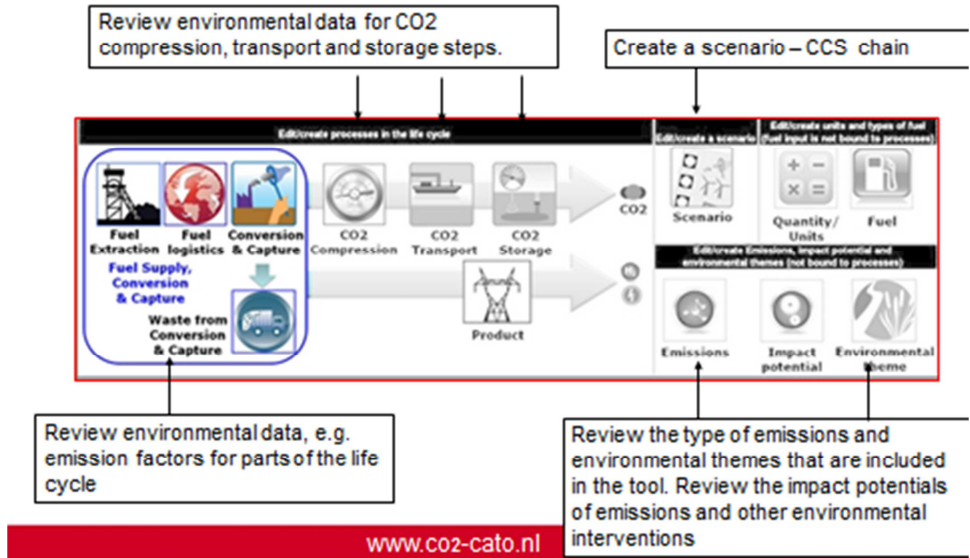 Review environmental data for CO2
compression, transport and storage steps.
Create a scenario – CCS chain
Edit/create processes in the life cycle
Edit/create a scenario
Edit/create units and types of fuel
(fuel input is not bound to processes)
Fuel
Extraction
Fuel
logistics
Conversion
& Capture
CO2
Compression
CO2
Transport
CO2
Storage
CO2
Scenario
Quantity/
Units
Fuel
Fuel Supply,
Conversion
& Capture
Waste from
Conversion
& Capture
Product
Edit/create Emissions, impact potential and
environmental themes (not bound to processes)
Emissions
Impact
potential
Environmental
theme
Review environmental data, e.g.
emission factors for parts of the life
cycle
Review the type of emissions and
environmental themes that are included
in the tool. Review the impact potentials
of emissions and other environmental
interventions
www.co2-cato.nl